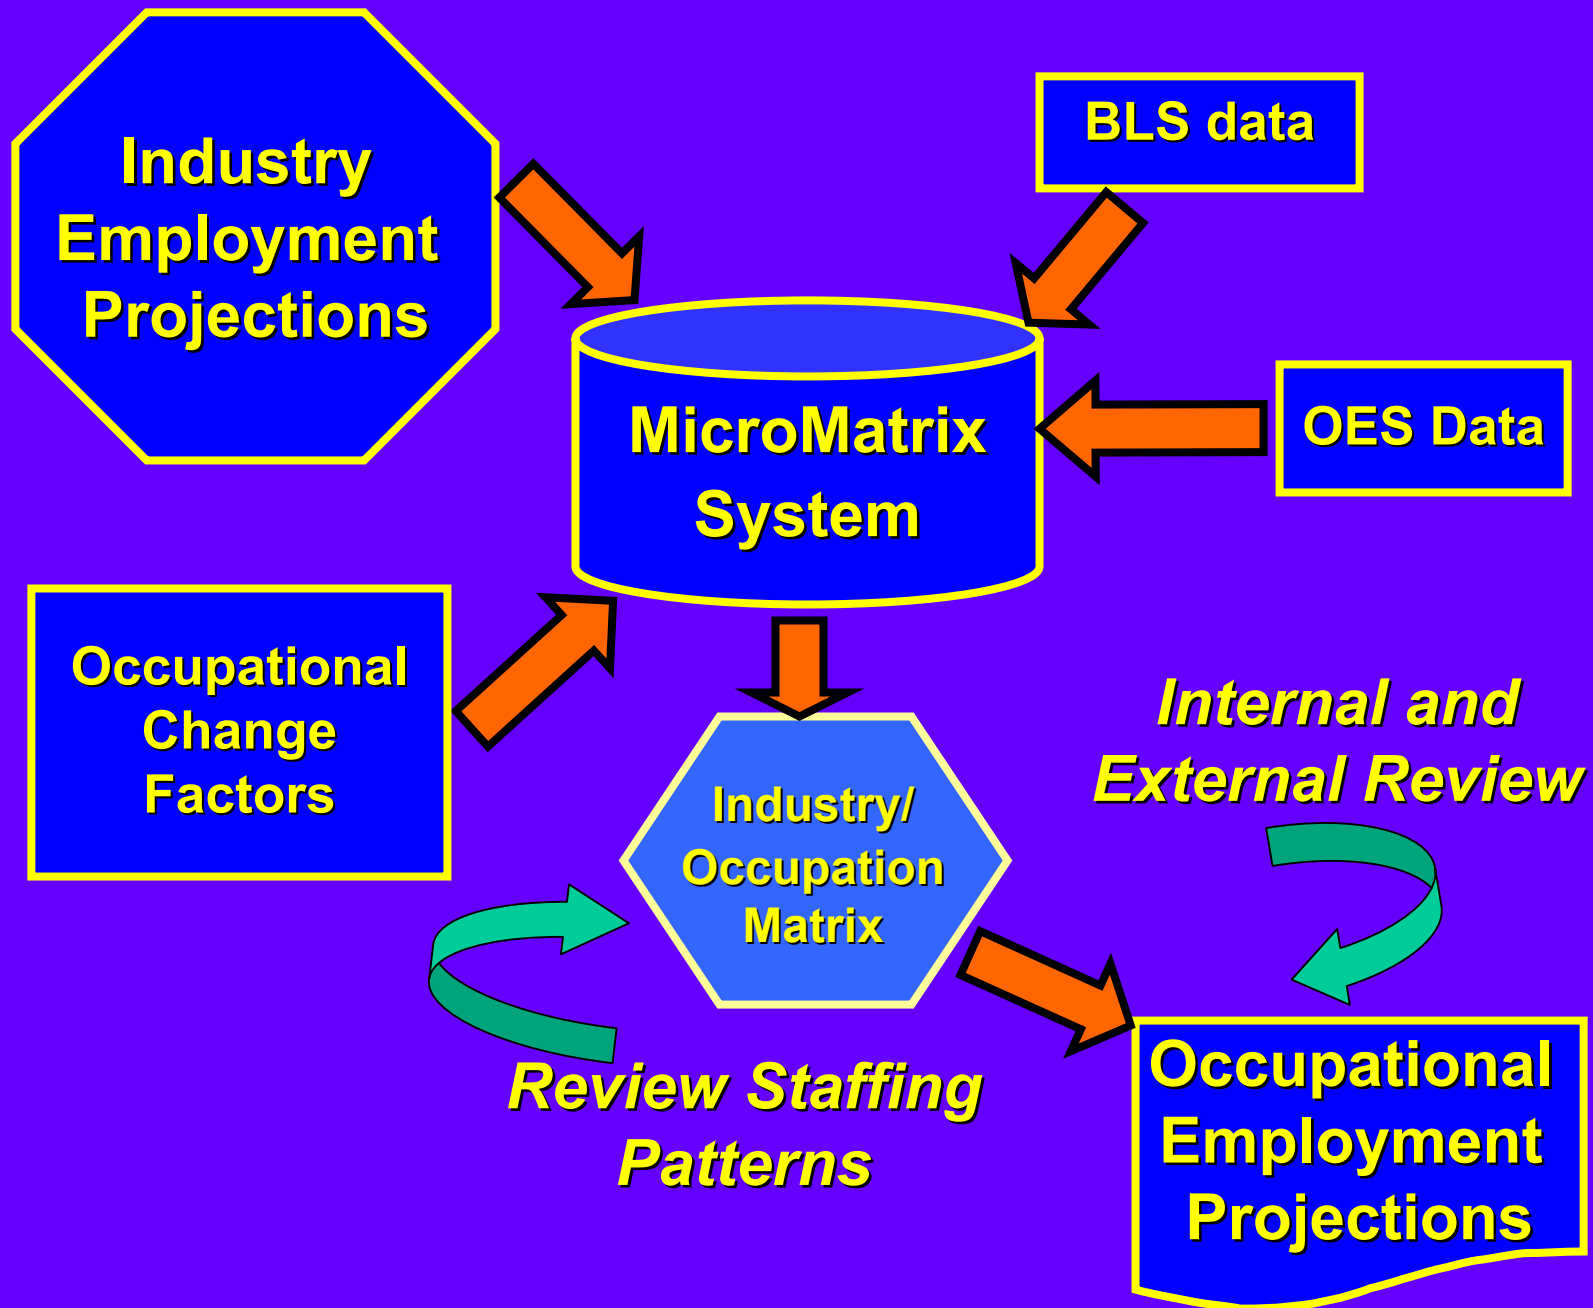 Industry
Employment
Projections
BLS data
MicroMatrix
System
OES Data
Occupational
Change
Factors
Industry/
Occupation
Matrix
Internal and
External Review
Review Staffing
Patterns
Occupational
Employment
Projections